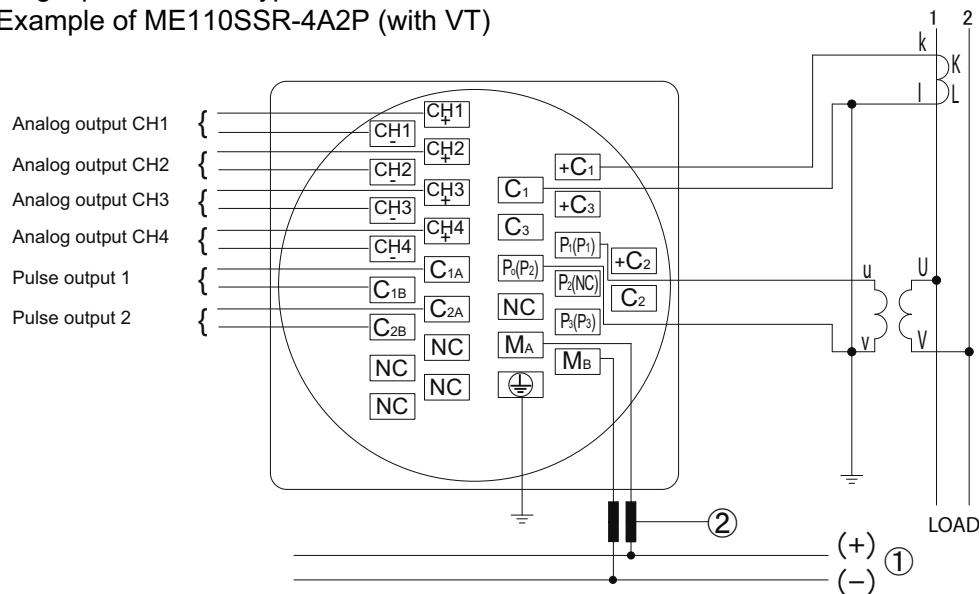 Example of ME110SSR-4A2P (with VT)
1 2
k
K
l L
Analog output CH1 {
Analog output CH2 {
Analog output CH3 {
Analog output CH4 {
Pulse output 1 {
Pulse output 2 {
CH1 +
CH1 -
CH2 +
CH2 -
CH3 +
CH3 -
CH4 +
CH4 -
C1A
C1B
C2A
C2B
NC
NC
NC
NC
+C1
C1
+C3
C3
P1(P1)
+C2
P0(P2)
P2(NC)
C2
NC
P3(P3)
MA
MB
u U
v V
②
LOAD
(+)
①
(−)